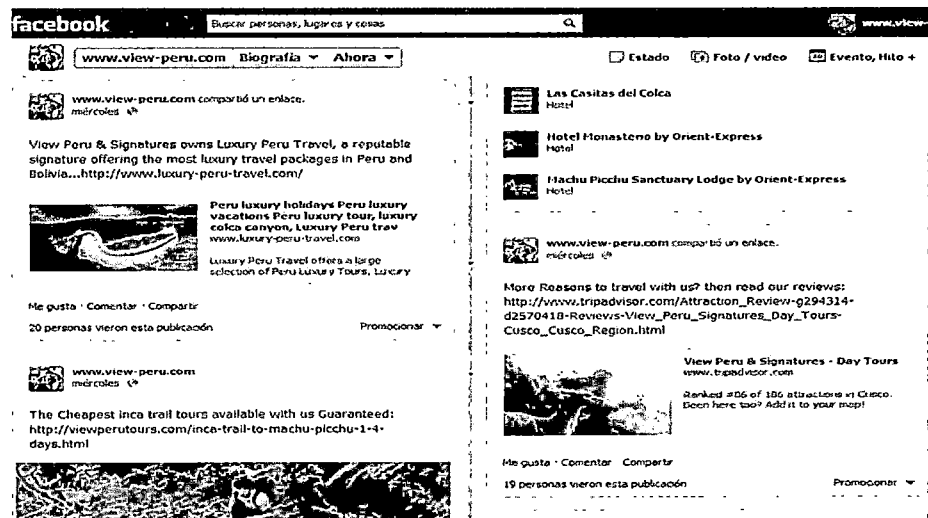 facebook
Buscar personas, lugares y cosas
www.view-
www.view-peru.com Biografía Ahora
Estado Foto / video Evento, Hito +
www.view-peru.com compartió un enlace.
miércoles
View Peru & Signatures owns Luxury Peru Travel, a reputable
signature offering the most luxury travel packages in Peru and
Bolivia...http://www.luxury-peru-travel.com/
Peru luxury holidays Peru luxury
vacations Peru luxury tour, luxury
colca canyon, Luxury Peru trav
www.luxury-peru-travel.com
Luxury Peru Travel offers a large
selection of Peru Luxury Tours, Luxury
Me gusta · Comentar · Compartir
20 personas vieron esta publicación Promocionar
www.view-peru.com
miércoles
The Cheapest inca trail tours available with us Guaranteed:
http://viewperutours.com/inca-trail-to-machu-picchu-1-4-
days.html
Las Casitas del Colca
Hotel
Hotel Monasterio by Orient-Express
Hotel
Machu Picchu Sanctuary Lodge by Orient-Express
Hotel
www.view-peru.com compartió un enlace.
miércoles
More Reasons to travel with us? then read our reviews:
http://www.tripadvisor.com/Attraction_Review-g294314-
d2570418-Reviews-View_Peru_Signatures_Day_Tours-
Cusco_Cusco_Region.html
View Peru & Signatures - Day Tours
www.tripadvisor.com
Ranked #86 of 186 attractions in Cusco.
Been here too? Add it to your map!
Me gusta · Comentar · Compartir
19 personas vieron esta publicación Promocionar